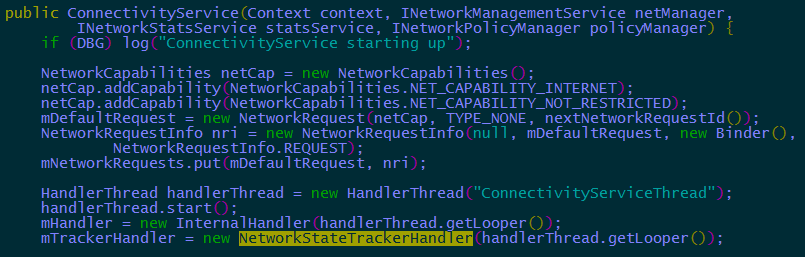 public ConnectivityService(Context context, INetworkManagementService netManager,
        INetworkStatsService statsService, INetworkPolicyManager policyManager) {
    if (DBG) log("ConnectivityService starting up");

    NetworkCapabilities netCap = new NetworkCapabilities();
    netCap.addCapability(NetworkCapabilities.NET_CAPABILITY_INTERNET);
    netCap.addCapability(NetworkCapabilities.NET_CAPABILITY_NOT_RESTRICTED);
    mDefaultRequest = new NetworkRequest(netCap, TYPE_NONE, nextNetworkRequestId());
    NetworkRequestInfo nri = new NetworkRequestInfo(null, mDefaultRequest, new Binder(),
            NetworkRequestInfo.REQUEST);
    mNetworkRequests.put(mDefaultRequest, nri);

    HandlerThread handlerThread = new HandlerThread("ConnectivityServiceThread");
    handlerThread.start();
    mHandler = new InternalHandler(handlerThread.getLooper());
    mTrackerHandler = new NetworkStateTrackerHandler(handlerThread.getLooper());